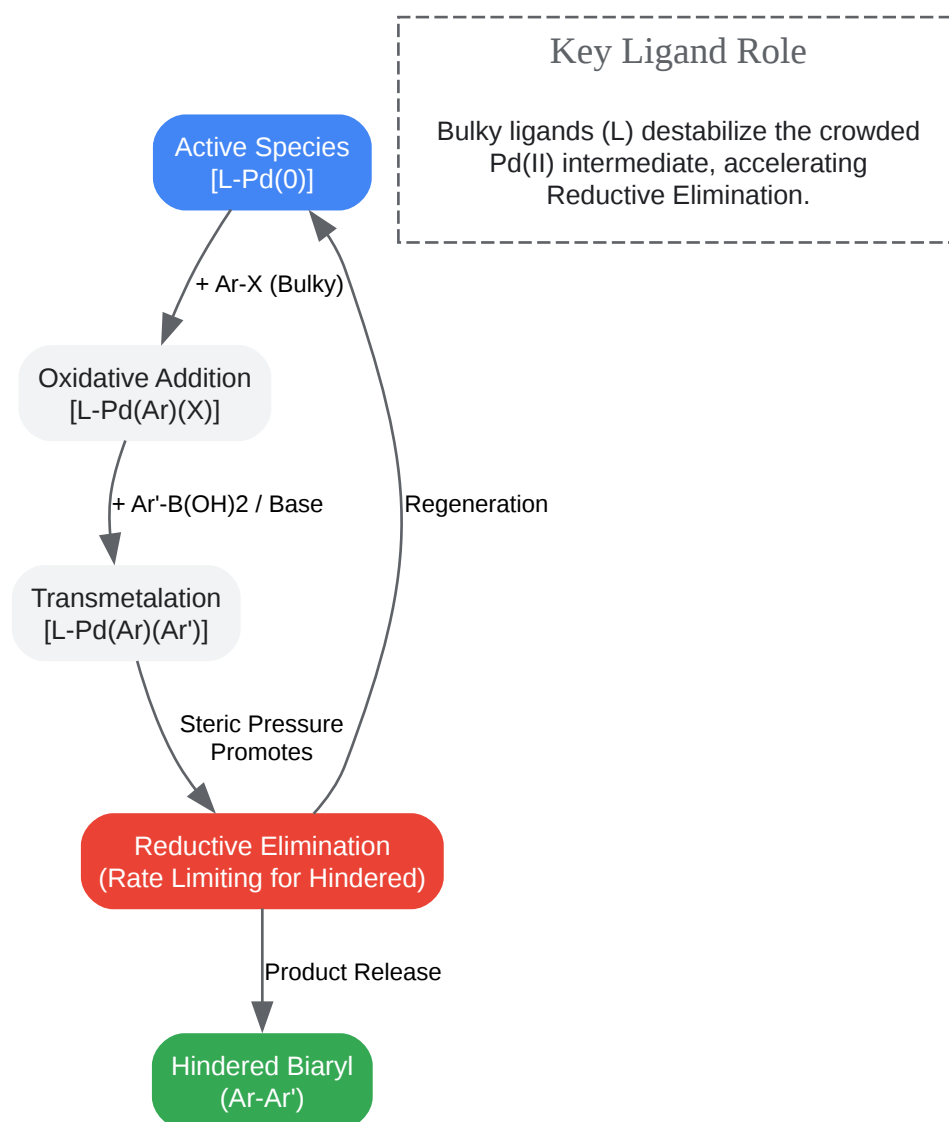 Key Ligand Role
Bulky ligands (L) destabilize the crowded
Pd(II) intermediate, accelerating
Reductive Elimination.
Active Species
[L-Pd(0)]
+ Ar-X (Bulky)
Oxidative Addition
[L-Pd(Ar)(X)]
+ Ar'-B(OH)2 / Base
Regeneration
Transmetalation
[L-Pd(Ar)(Ar')]
Steric Pressure
Promotes
Reductive Elimination
(Rate Limiting for Hindered)
Product Release
Hindered Biaryl
(Ar-Ar')